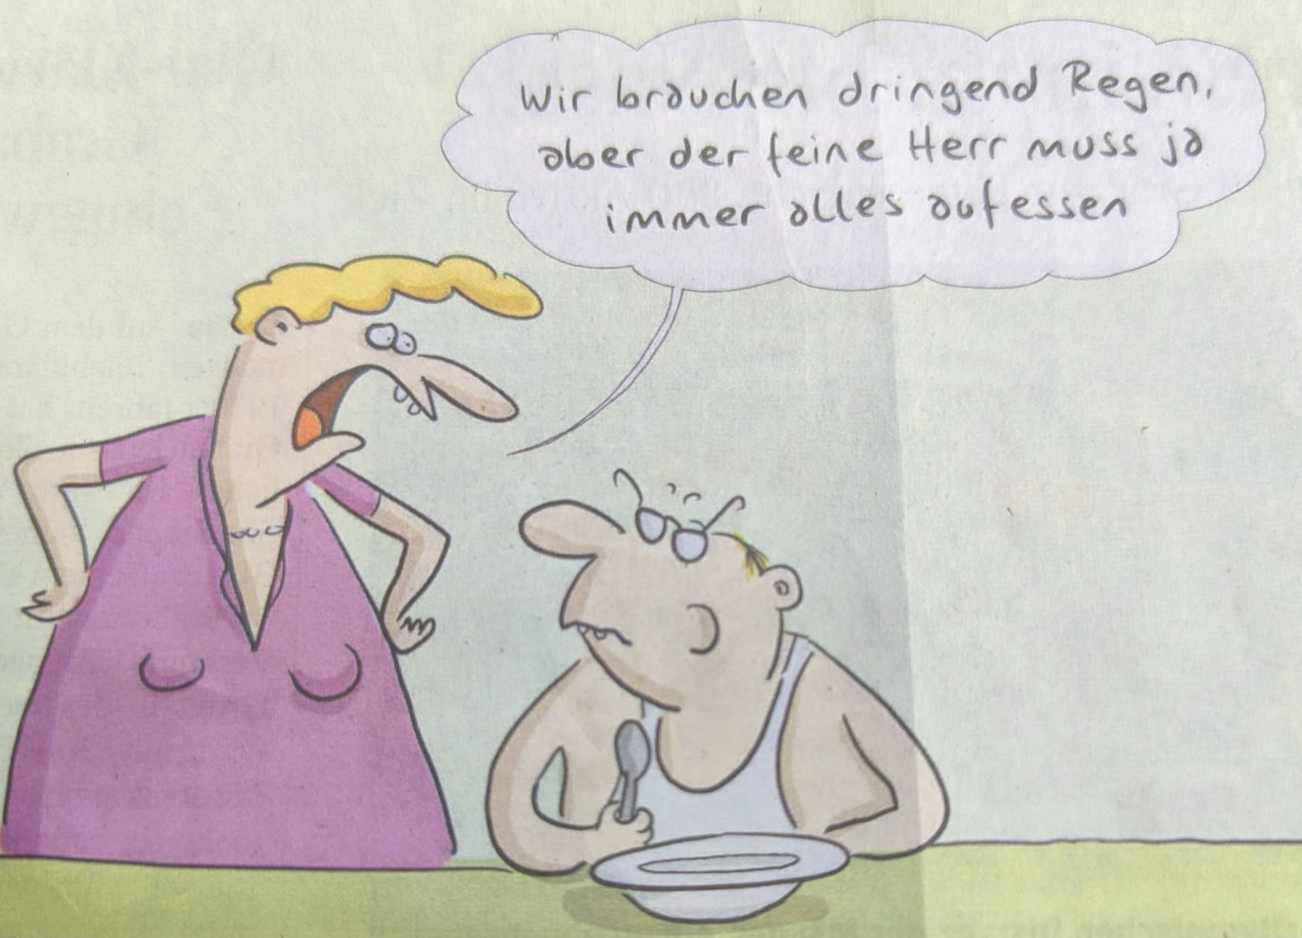 Wir brauchen dringend Regen,
aber der feine Herr muss ja
immer alles aufessen